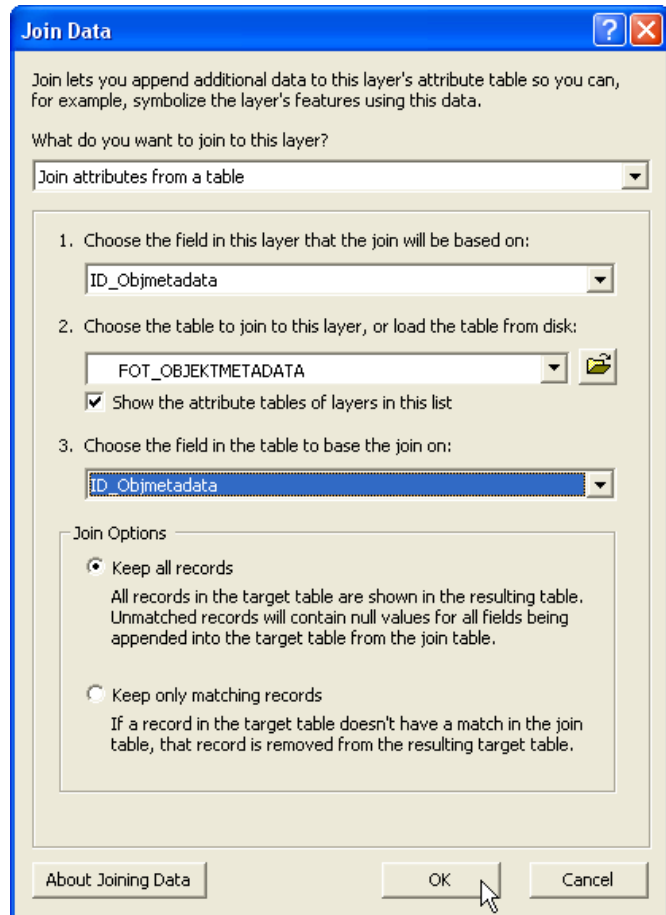 Join Data
Join lets you append additional data to this layer's attribute table so you can,
for example, symbolize the layer's features using this data.
What do you want to join to this layer?
Join attributes from a table
1. Choose the field in this layer that the join will be based on:
ID_Objmetadata
2. Choose the table to join to this layer, or load the table from disk:
FOT_OBJEKTMETADATA
Show the attribute tables of layers in this list
3. Choose the field in the table to base the join on:
ID_Objmetadata
Join Options
Keep all records
All records in the target table are shown in the resulting table.
Unmatched records will contain null values for all fields being
appended into the target table from the join table.
Keep only matching records
If a record in the target table doesn't have a match in the join
table, that record is removed from the resulting target table.
About Joining Data
OK
Cancel